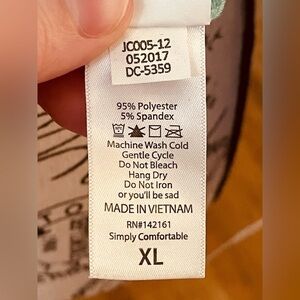 JC005-12
052017
DC-5359
95% Polyester
5% Spandex
Machine Wash Cold
Gentle Cycle
Do Not Bleach
Hang Dry
Do Not Iron
or you'll be sad
MADE IN VIETNAM
RN#142161
Simply Comfortable
XL